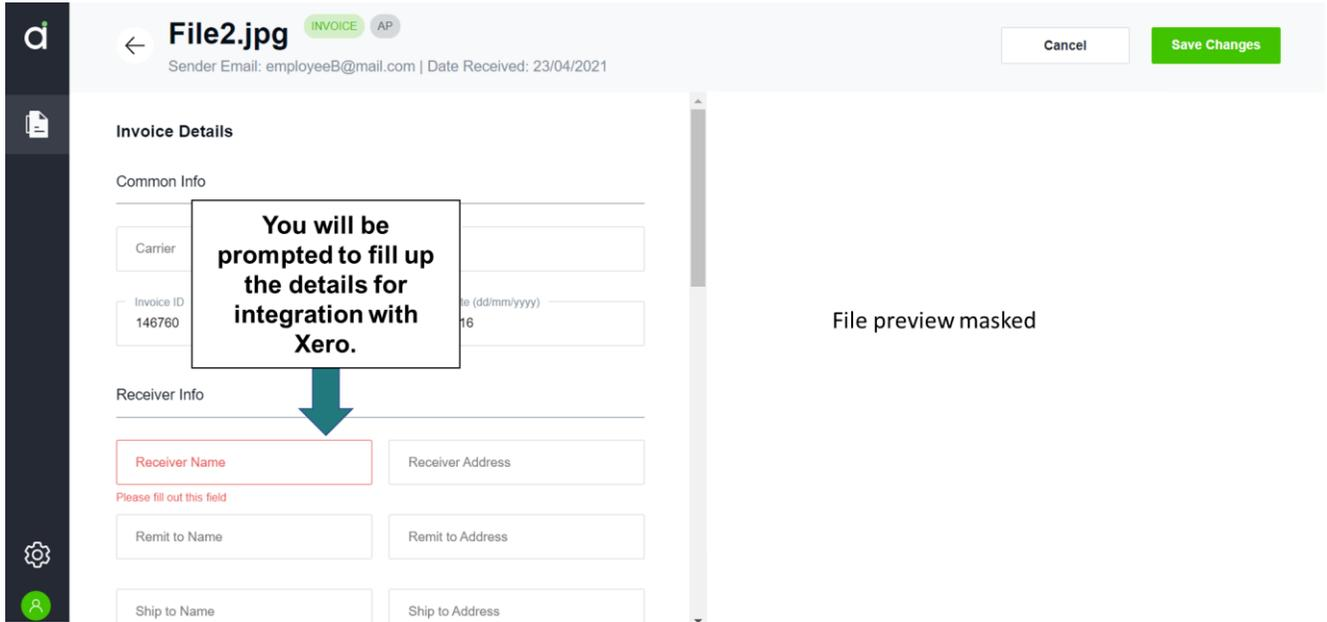 File2.jpg INVOICE AP
Sender Email: employeeB@mail.com | Date Received: 23/04/2021
Cancel
Save Changes
Invoice Details
Common Info
You will be
prompted to fill up
the details for
integration with
Xero.
Carrier
Invoice ID
te (dd/mm/yyyy)
146760
16
File preview masked
Receiver Info
Receiver Name
Receiver Address
Please fill out this field
Remit to Name
Remit to Address
Ship to Name
Ship to Address